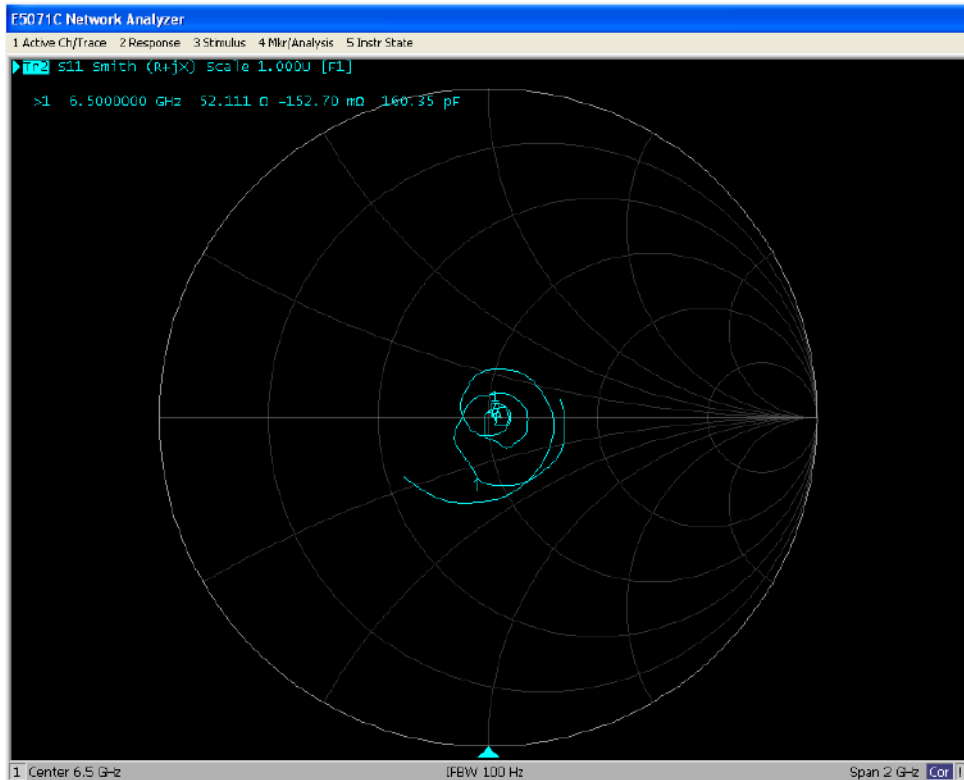 E5071C Network Analyzer
1 Active Ch/Trace 2 Response 3 Stimulus 4 Mkr/Analysis 5 Instr State
Tr2 S11 Smith (R+jX) Scale 1.000U [F1]
>1 6.5000000 GHz 52.111 Ω -152.70 mΩ 160.35 pF
1
1
1 Center 6.5 GHz IFBW 100 Hz Span 2 GHz Cor